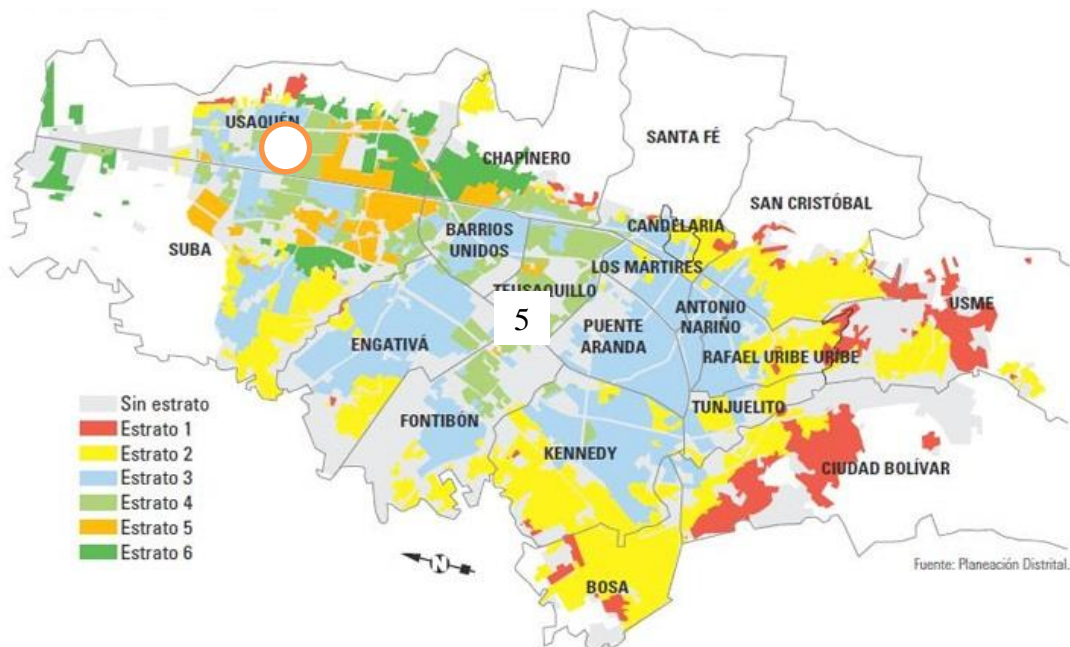 USAQUÉN
SANTA FÉ
CHAPINERO
SAN CRISTÓBAL
CANDELARIA
BARRIOS
UNIDOS
SUBA
LOS MÁRTIRES
TEUSAQUILLO
USME
ANTONIO
NARIÑO
5
PUENTE
ARANDA
ENGATIVÁ
RAFAEL URIBE URIBE
TUNJUELITO
FONTIBÓN
KENNEDY
CIUDAD BOLÍVAR
BOSA
Sin estrato
Estrato 1
Estrato 2
Estrato 3
Estrato 4
Estrato 5
Estrato 6
N
Fuente: Planeación Distrital.